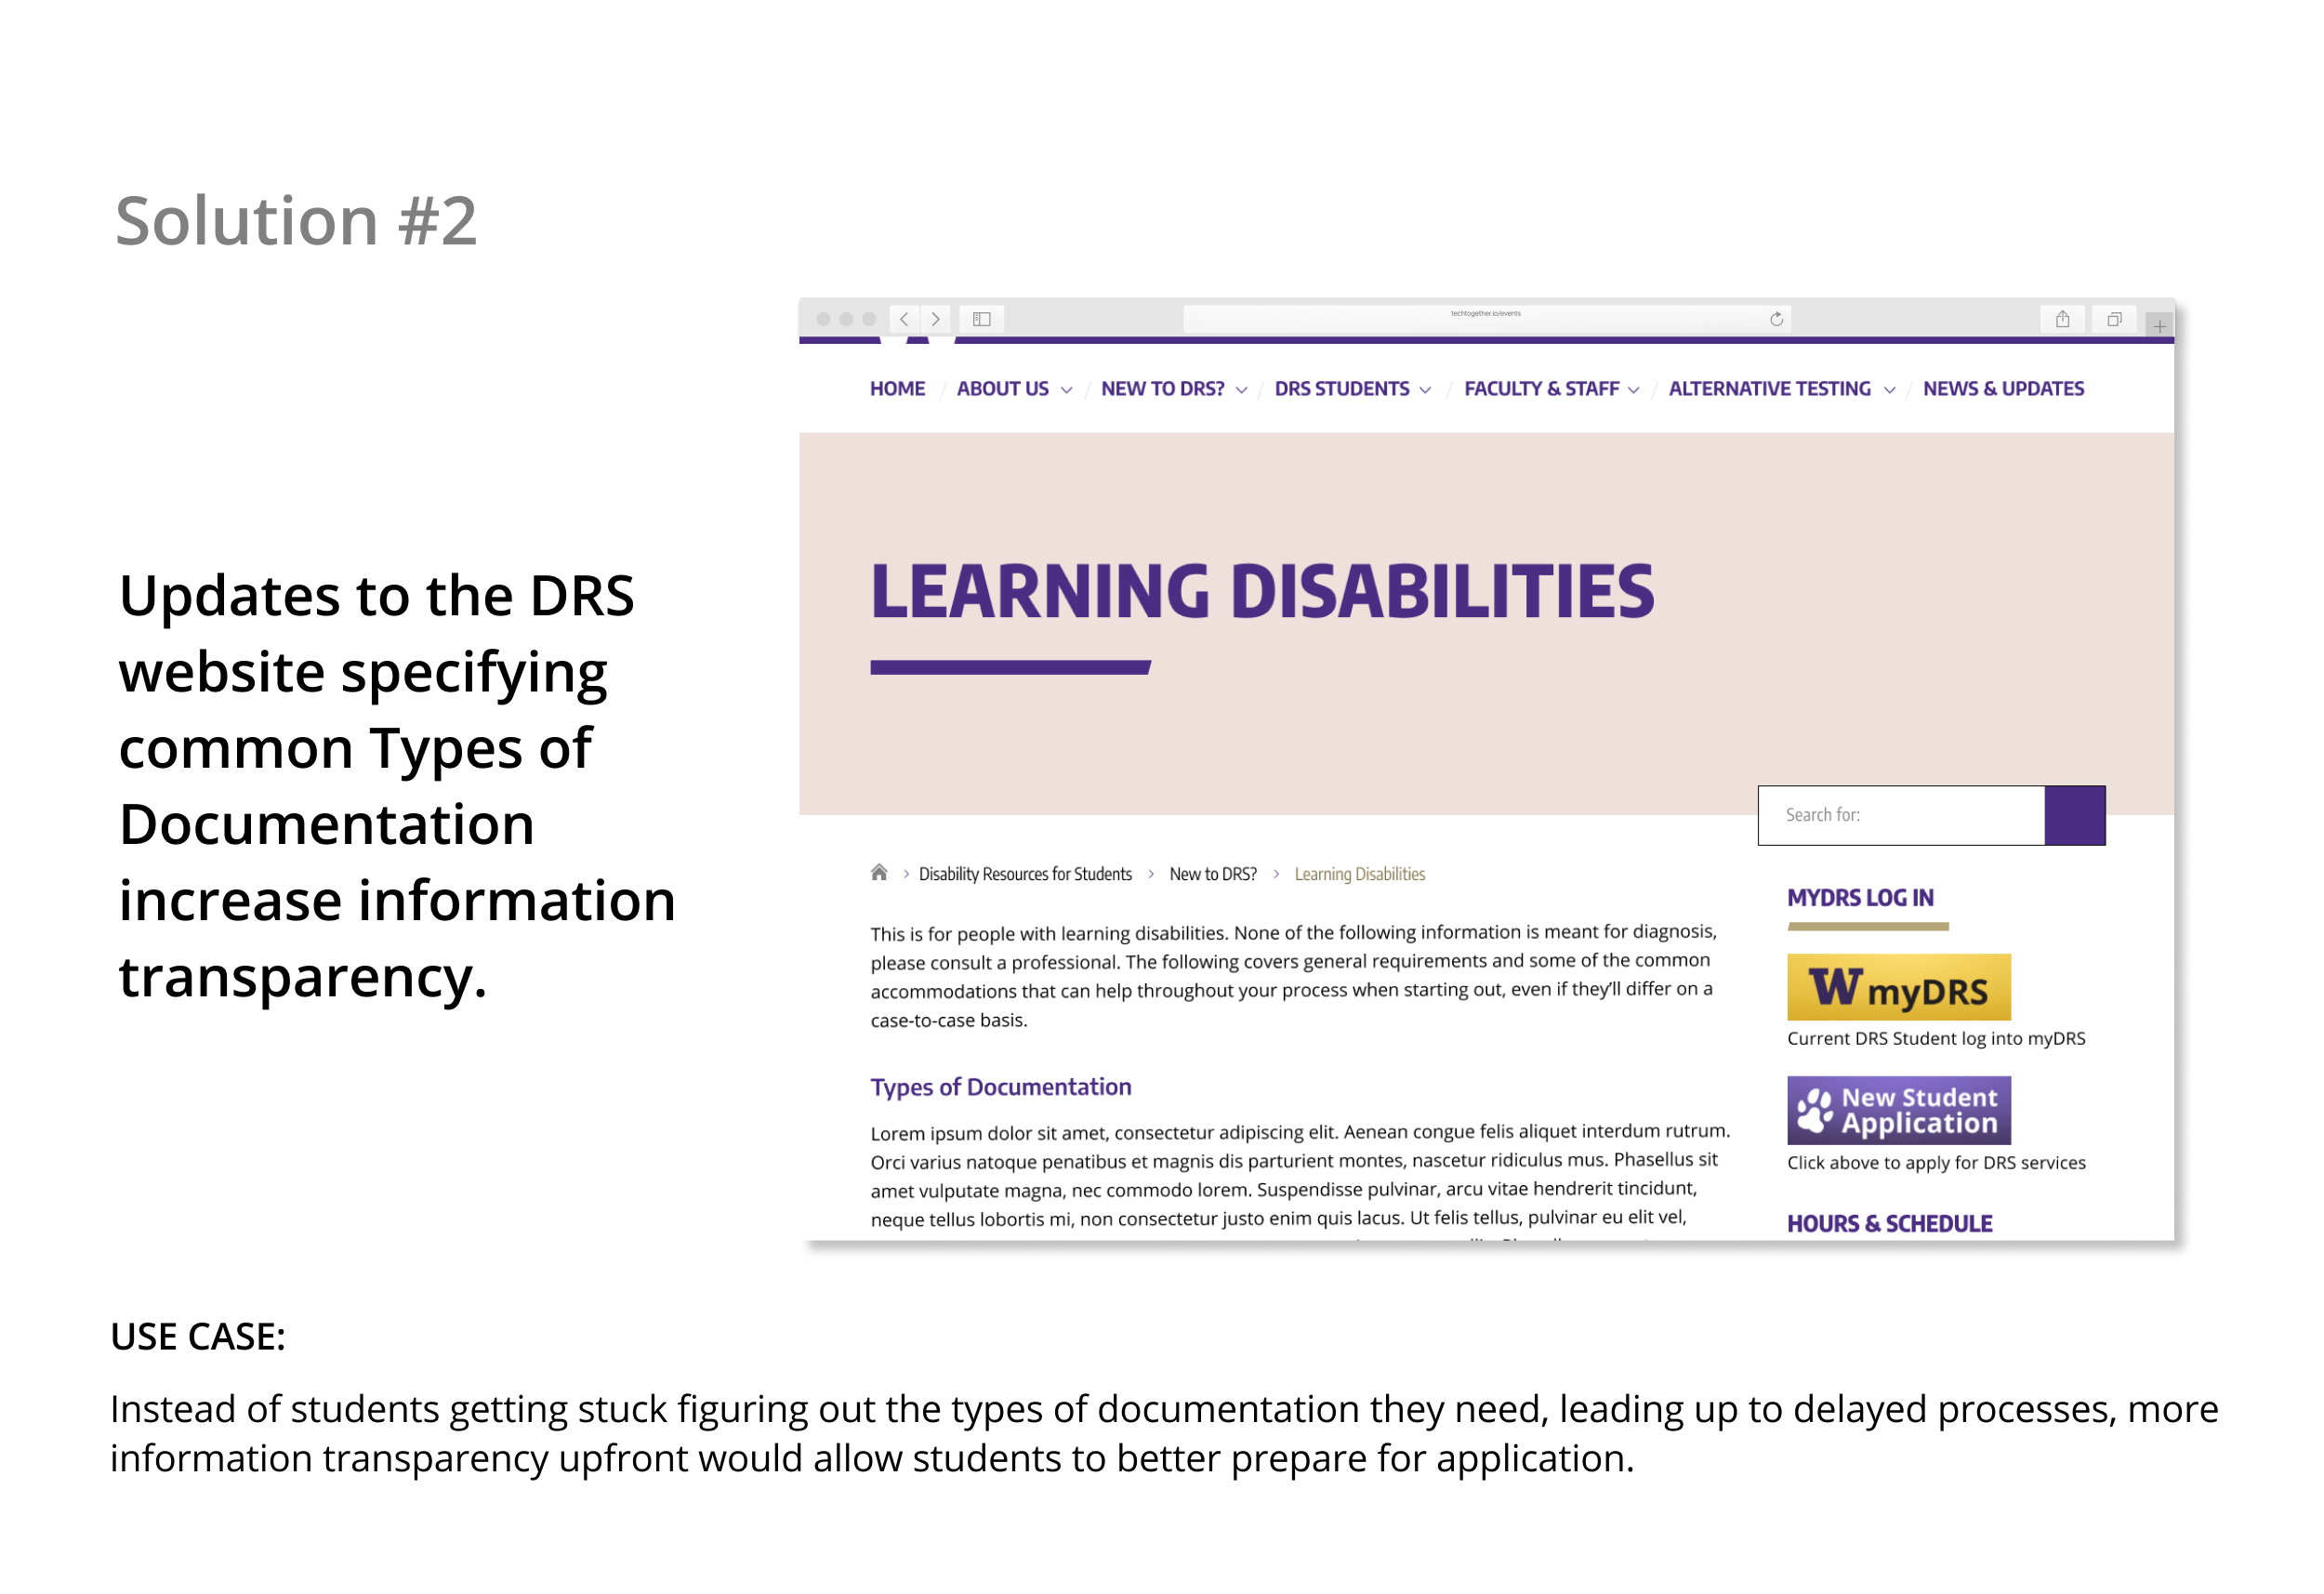 Solution #2
Updates to the DRS
website specifying
common Types of
Documentation
increase information
transparency.
techtogether.io/events
HOME / ABOUT US / NEW TO DRS? / DRS STUDENTS / FACULTY & STAFF / ALTERNATIVE TESTING / NEWS & UPDATES
LEARNING DISABILITIES
Search for:
Disability Resources for Students > New to DRS? > Learning Disabilities
This is for people with learning disabilities. None of the following information is meant for diagnosis,
please consult a professional. The following covers general requirements and some of the common
accommodations that can help throughout your process when starting out, even if they'll differ on a
case-to-case basis.
Types of Documentation
Lorem ipsum dolor sit amet, consectetur adipiscing elit. Aenean congue felis aliquet interdum rutrum.
Orci varius natoque penatibus et magnis dis parturient montes, nascetur ridiculus mus. Phasellus sit
amet vulputate magna, nec commodo lorem. Suspendisse pulvinar, arcu vitae hendrerit tincidunt,
neque tellus lobortis mi, non consectetur justo enim quis lacus. Ut felis tellus, pulvinar eu elit vel,
MYDRS LOG IN
W myDRS
Current DRS Student log into myDRS
New Student
Application
Click above to apply for DRS services
HOURS & SCHEDULE
USE CASE:
Instead of students getting stuck figuring out the types of documentation they need, leading up to delayed processes, more
information transparency upfront would allow students to better prepare for application.